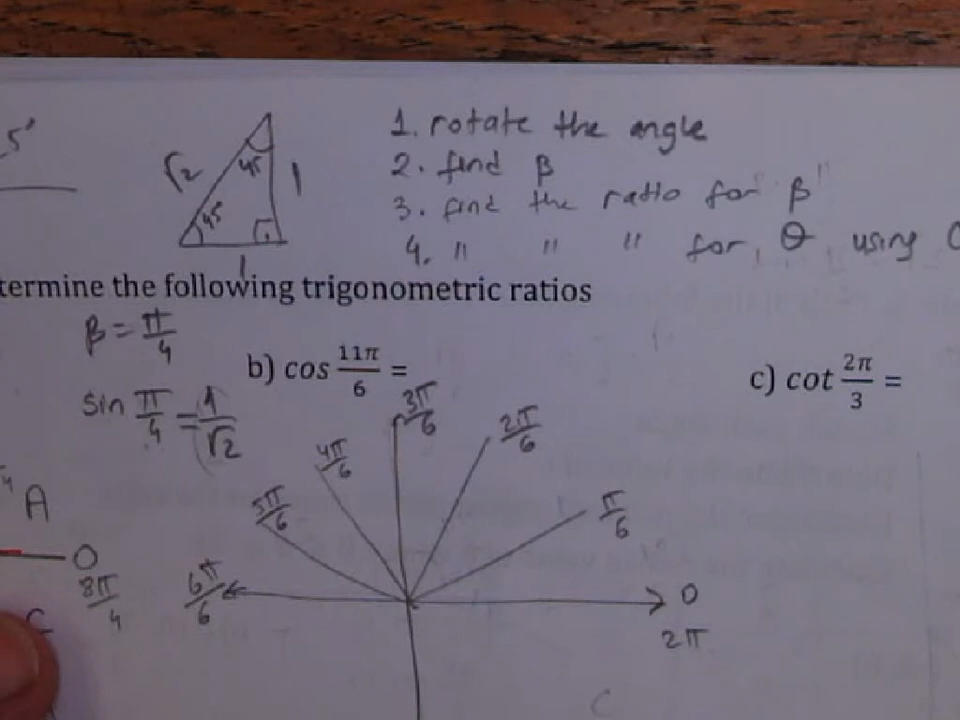 5'
√2
45
1
45
1
1. rotate the angle
2. find β
3. find the ratio for "β"
4. " " " for θ using C
termine the following trigonometric ratios
β = π/4
sin π/4 = 1/√2
b) cos 11π/6 =
c) cot 2π/3 =
3π/6
2π/6
4π/6
5π/6
π/6
6π/6
0
2π
A
0
8π/4
C
C